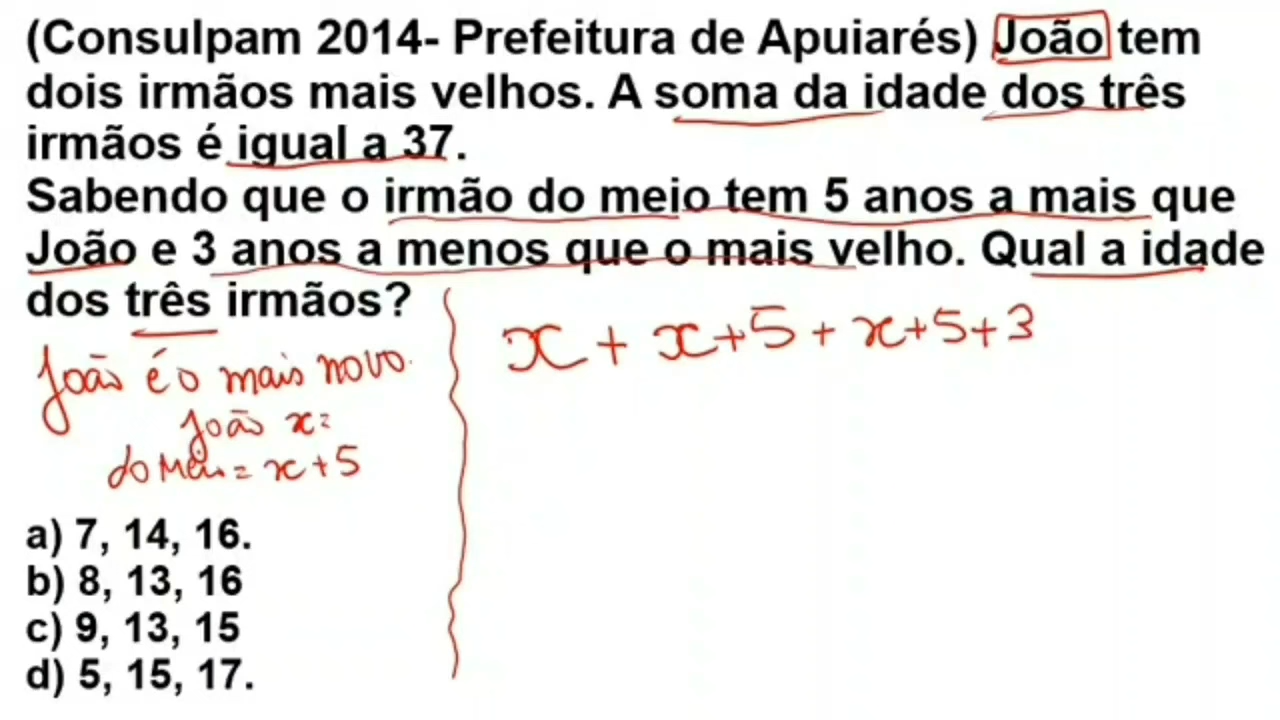 (Consulpam 2014- Prefeitura de Apuiarés) João tem
dois irmãos mais velhos. A soma da idade dos três
irmãos é igual a 37.
Sabendo que o irmão do meio tem 5 anos a mais que
João e 3 anos a menos que o mais velho. Qual a idade
dos três irmãos?
x + x+5 + x+5+3
João é o mais novo.
João x=
do meio = x+5
a) 7, 14, 16.
b) 8, 13, 16
c) 9, 13, 15
d) 5, 15, 17.